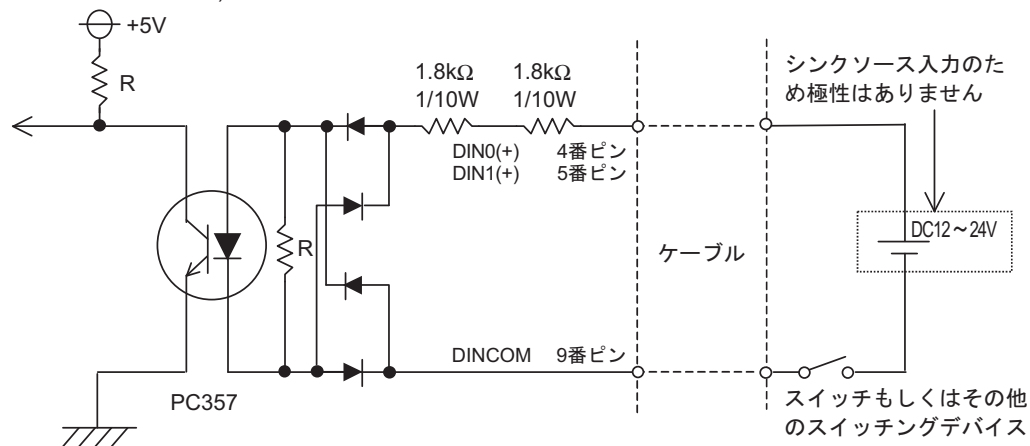 +5V
R
1.8kΩ 1.8kΩ
1/10W 1/10W
シンクソース入力のた
め極性はありません
DIN0(+) 4番ピン
DIN1(+) 5番ピン
DC12～24V
R
ケーブル
DINCOM 9番ピン
PC357
スイッチもしくはその他
のスイッチングデバイス